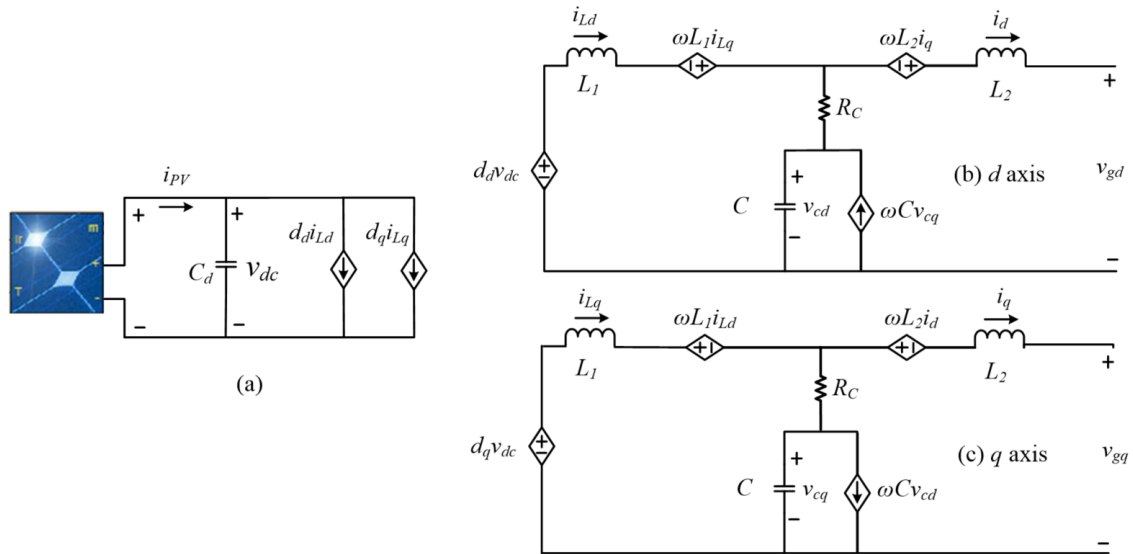 i_PV
Ir
m
T
+
-
+
−
C_d
+
v_dc
−
d_d i_Ld
d_q i_Lq
(a)
i_Ld
ωL_1 i_Lq
ωL_2 i_q
i_d
− +
− +
L_1
L_2
R_C
d_d v_dc
+
−
C
+
v_cd
−
ωCv_cq
(b) d axis
+
v_gd
−
i_Lq
ωL_1 i_Ld
ωL_2 i_d
i_q
+ −
+ −
L_1
L_2
R_C
d_q v_dc
+
−
C
+
v_cq
−
ωCv_cd
(c) q axis
+
v_gq
−